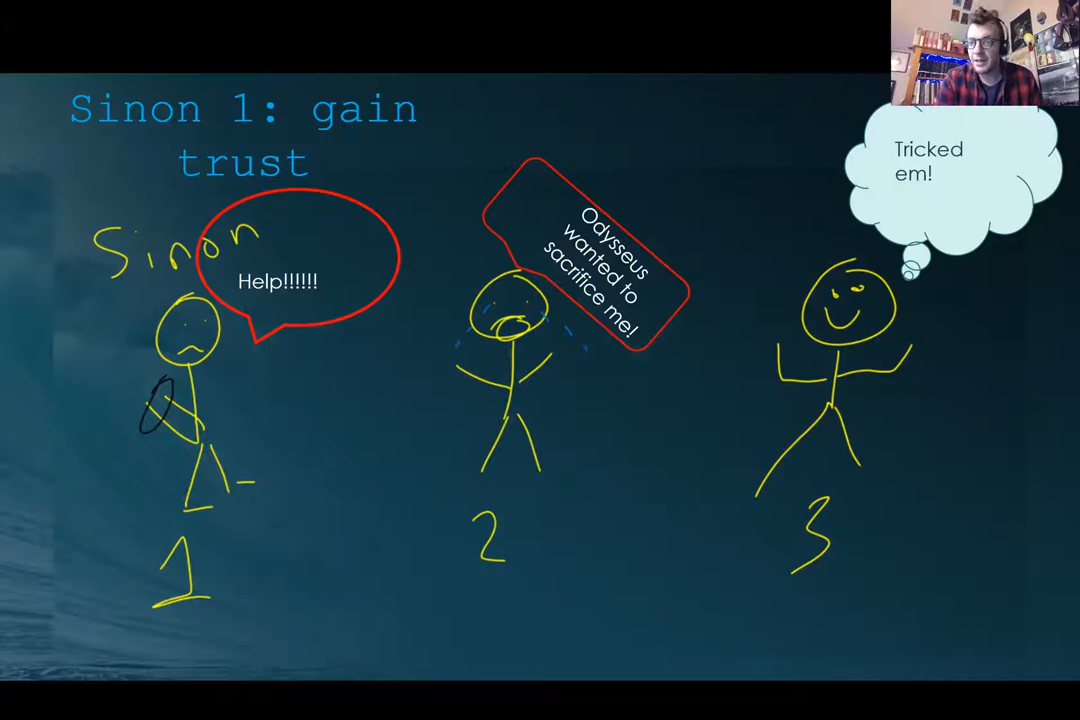 Sinon 1: gain
trust
Sinon
Help!!!!!!
Odysseus
wanted to
sacrifice me!
Tricked
em!
1
2
3